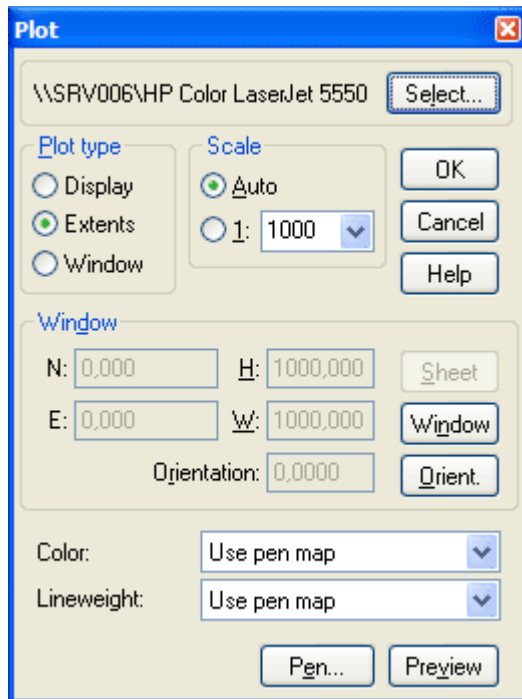 Plot
\\SRV006\HP Color LaserJet 5550 Select...
Plot type
Display
Extents
Window
Scale
Auto
1: 1000
OK
Cancel
Help
Window
N: 0,000 H: 1000,000 Sheet
E: 0,000 W: 1000,000 Window
Orientation: 0,0000 Orient.
Color: Use pen map
Lineweight: Use pen map
Pen... Preview